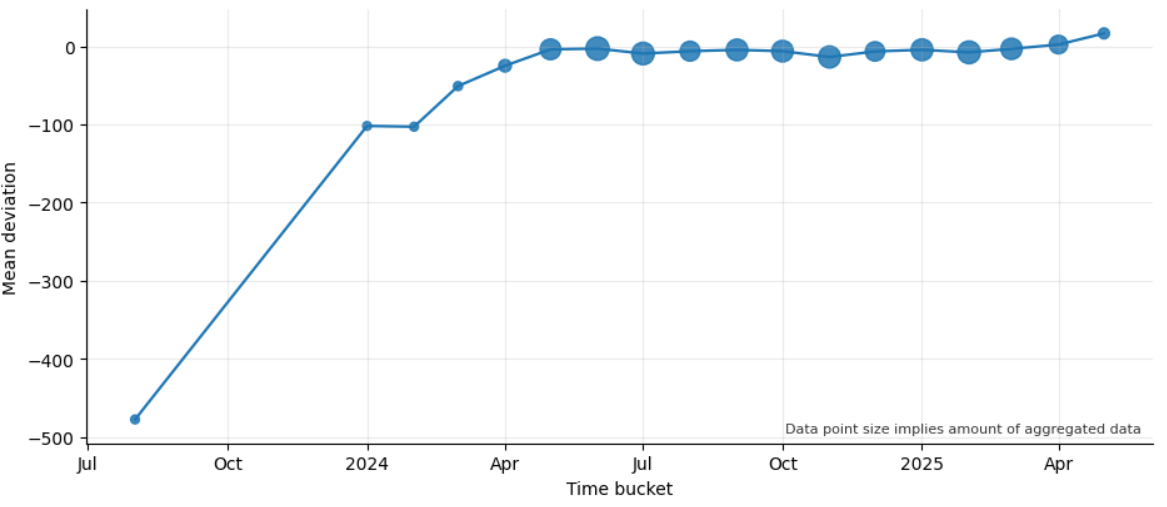 0
−100
−200
−300
−400
−500
Mean deviation
Data point size implies amount of aggregated data
Jul Oct 2024 Apr Jul Oct 2025 Apr
Time bucket